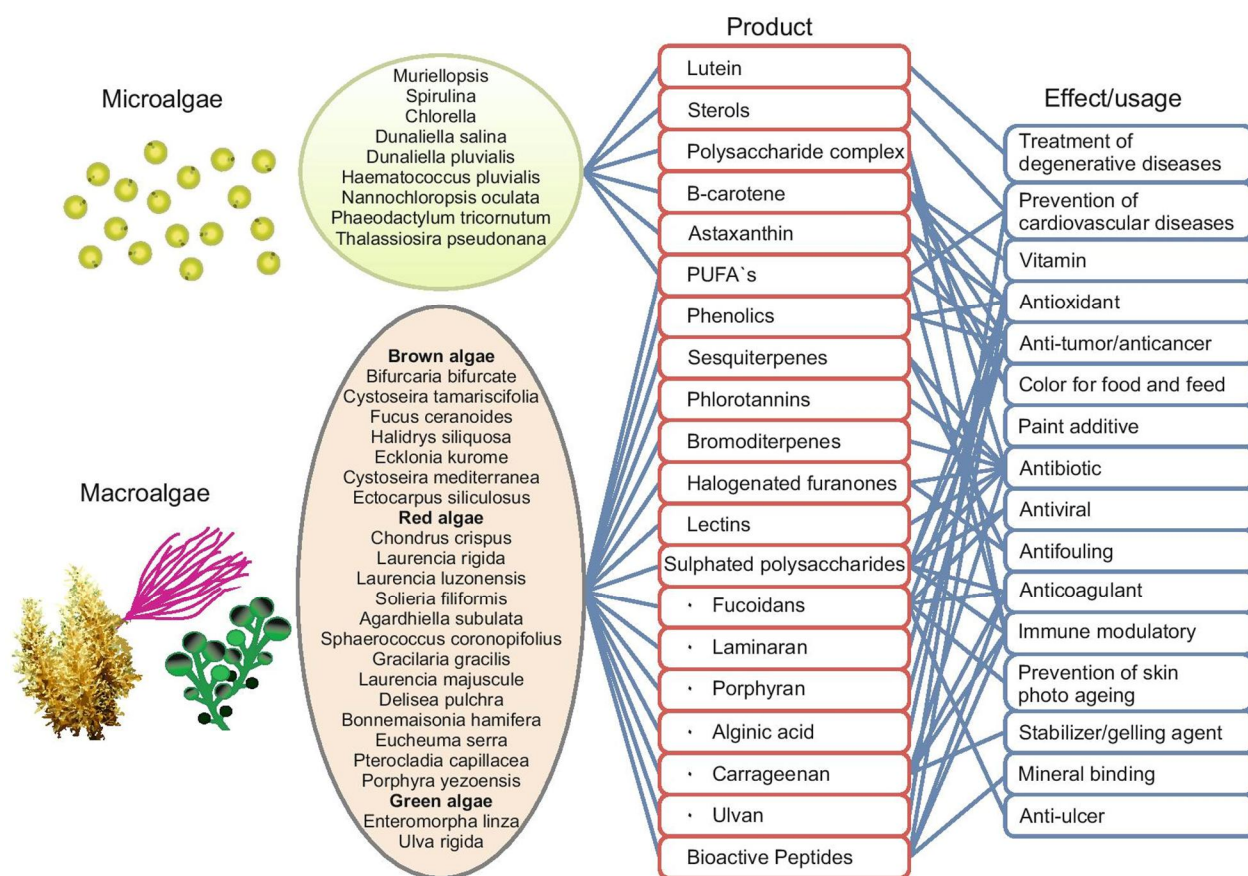 Microalgae
Muriellopsis
Spirulina
Chlorella
Dunaliella salina
Dunaliella pluvialis
Haematococcus pluvialis
Nannochloropsis oculata
Phaeodactylum tricornutum
Thalassiosira pseudonana
Macroalgae
Brown algae
Bifurcaria bifurcate
Cystoseira tamariscifolia
Fucus ceranoides
Halidrys siliquosa
Ecklonia kurome
Cystoseira mediterranea
Ectocarpus siliculosus
Red algae
Chondrus crispus
Laurencia rigida
Laurencia luzonensis
Solieria filiformis
Agardhiella subulata
Sphaerococcus coronopifolius
Gracilaria gracilis
Laurencia majuscule
Delisea pulchra
Bonnemaisonia hamifera
Eucheuma serra
Pterocladia capillacea
Porphyra yezoensis
Green algae
Enteromorpha linza
Ulva rigida
Product
Lutein
Sterols
Polysaccharide complex
B-carotene
Astaxanthin
PUFA`s
Phenolics
Sesquiterpenes
Phlorotannins
Bromoditerpenes
Halogenated furanones
Lectins
Sulphated polysaccharides
· Fucoidans
· Laminaran
· Porphyran
· Alginic acid
· Carrageenan
· Ulvan
Bioactive Peptides
Effect/usage
Treatment of
degenerative diseases
Prevention of
cardiovascular diseases
Vitamin
Antioxidant
Anti-tumor/anticancer
Color for food and feed
Paint additive
Antibiotic
Antiviral
Antifouling
Anticoagulant
Immune modulatory
Prevention of skin
photo ageing
Stabilizer/gelling agent
Mineral binding
Anti-ulcer